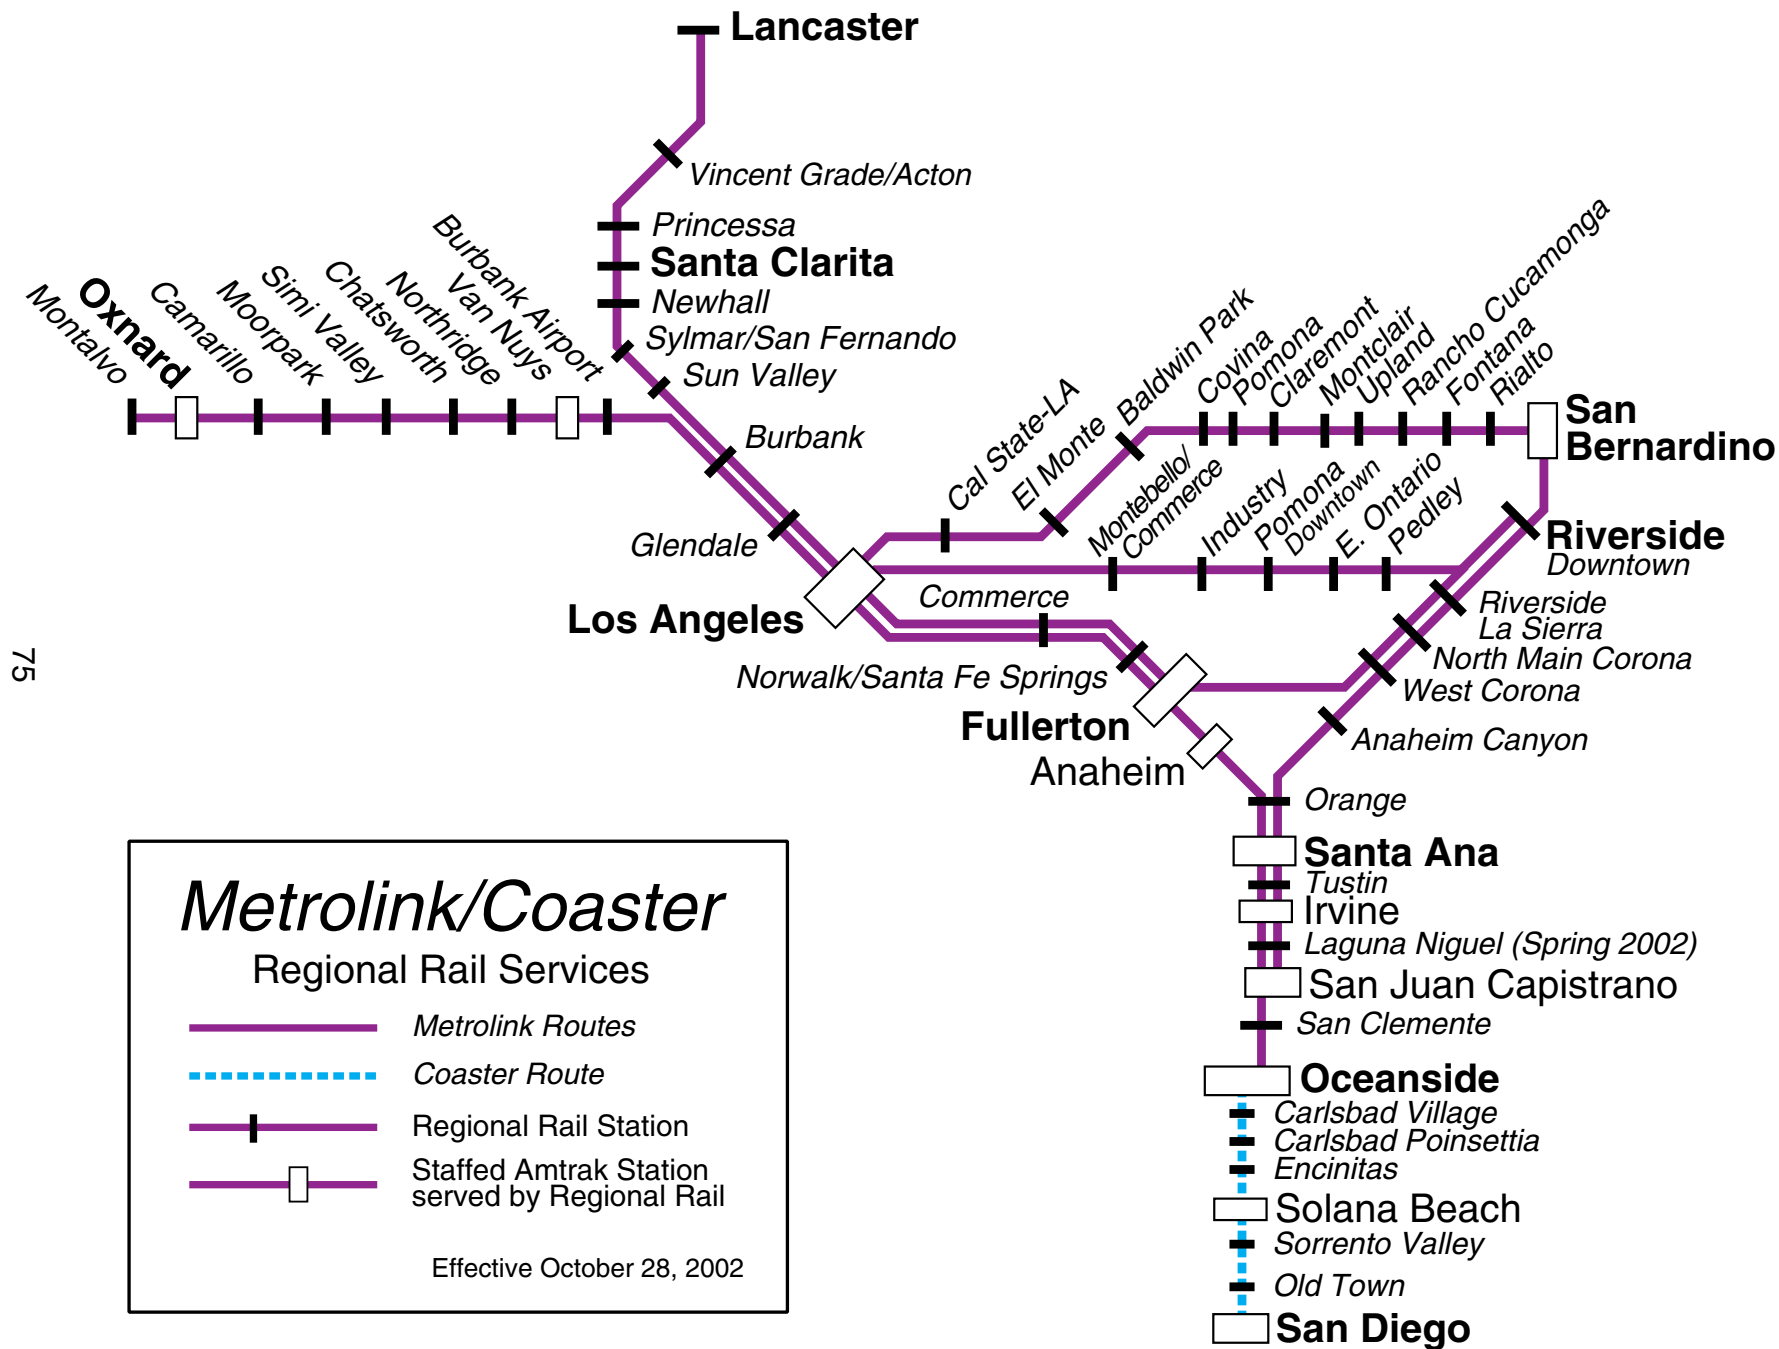 Lancaster
Vincent Grade/Acton
Princessa
Santa Clarita
Newhall
Sylmar/San Fernando
Sun Valley
Burbank
Glendale
Montalvo
Oxnard
Camarillo
Moorpark
Simi Valley
Chatsworth
Northridge
Van Nuys
Burbank Airport
Los Angeles
Cal State-LA
El Monte
Baldwin Park
Covina
Pomona
Claremont
Montclair
Upland
Rancho Cucamonga
Fontana
Rialto
San
Bernardino
Montebello/
Commerce
Industry
Pomona
Downtown
E. Ontario
Pedley
Riverside
Downtown
Riverside
La Sierra
North Main Corona
West Corona
Anaheim Canyon
Commerce
Norwalk/Santa Fe Springs
Fullerton
Anaheim
Orange
Santa Ana
Tustin
Irvine
Laguna Niguel (Spring 2002)
San Juan Capistrano
San Clemente
Oceanside
Carlsbad Village
Carlsbad Poinsettia
Encinitas
Solana Beach
Sorrento Valley
Old Town
San Diego
75
Metrolink/Coaster
Regional Rail Services
Metrolink Routes
Coaster Route
Regional Rail Station
Staffed Amtrak Station
served by Regional Rail
Effective October 28, 2002